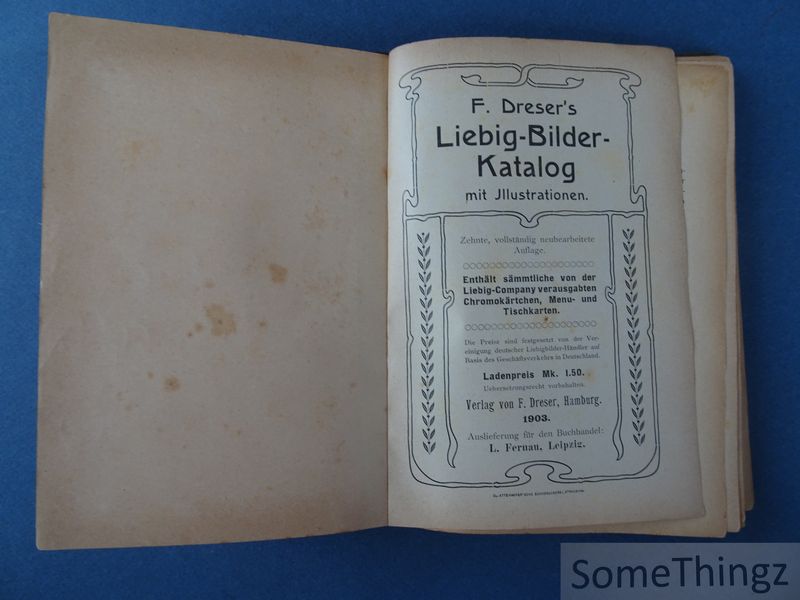 F. Dreser's
Liebig-Bilder-
Katalog
mit Jllustrationen.
Zehnte, vollständig neubearbeitete
Auflage.
Enthält sämmtliche von der
Liebig-Company verausgabten
Chromokärtchen, Menu- und
Tischkarten.
Die Preise sind festgesetzt von der Ver-
einigung deutscher Liebigbilder-Händler auf
Basis des Geschäftsverkehrs in Deutschland.
Ladenpreis Mk. 1.50.
Uebersetzungsrecht vorbehalten.
Verlag von F. Dreser, Hamburg.
1903.
Auslieferung für den Buchhandel:
L. Fernau, Leipzig.
SomeThingz